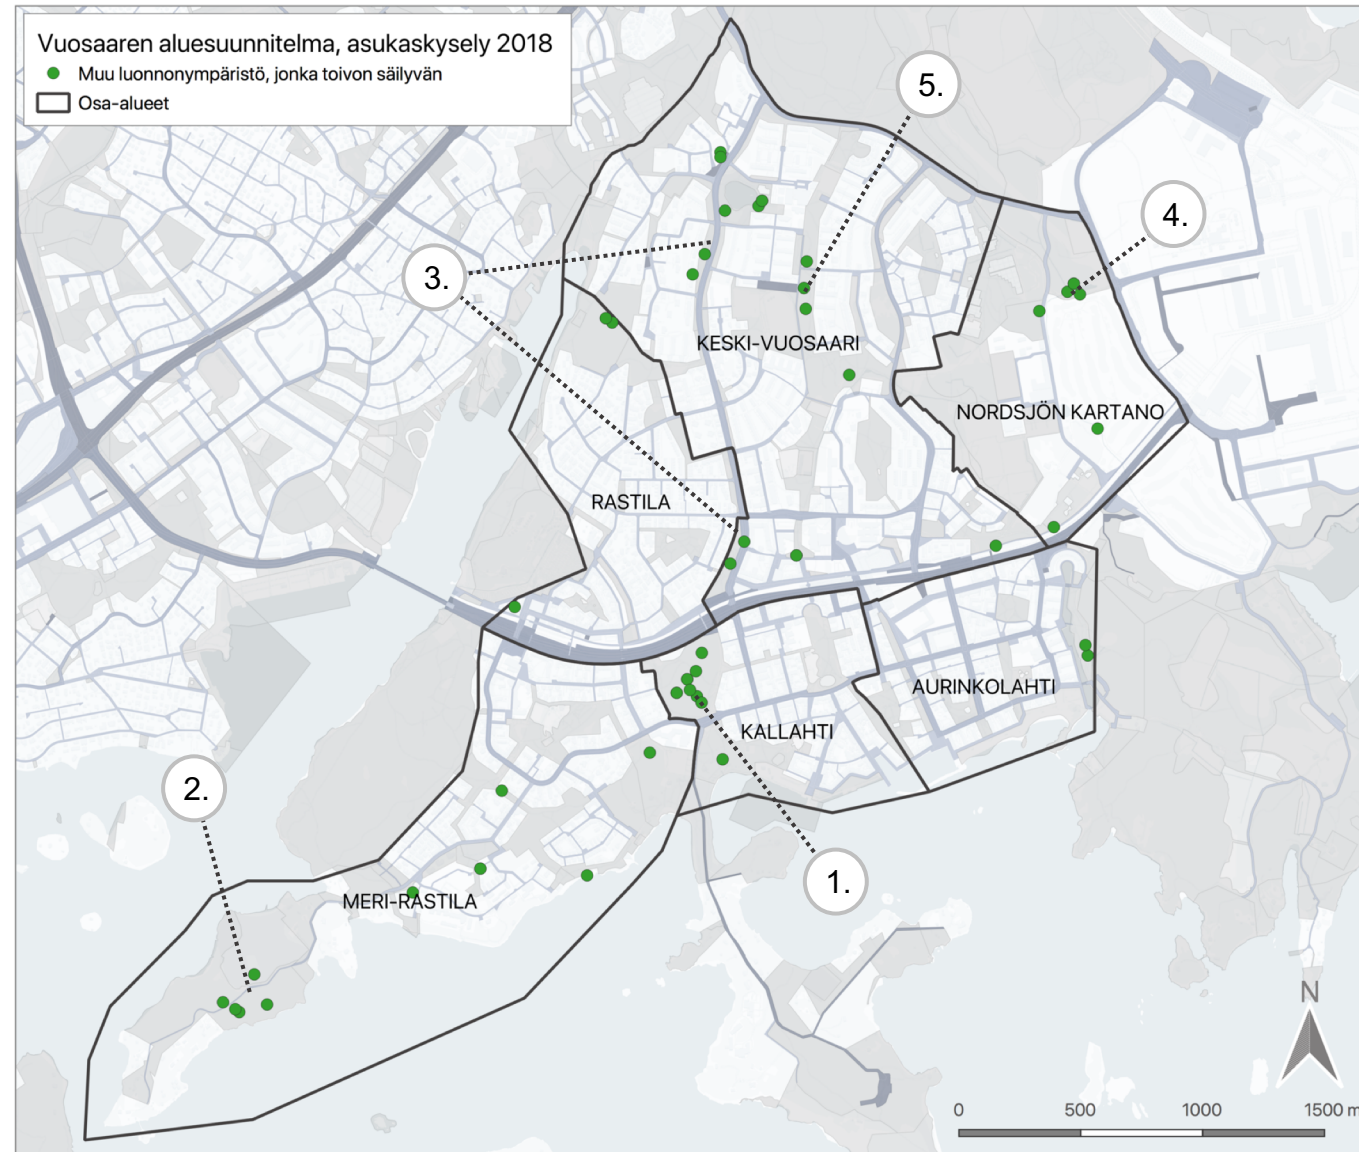 Vuosaaren aluesuunnitelma, asukaskysely 2018
Muu luonnonympäristö, jonka toivon säilyvän
Osa-alueet
5.
4.
3.
KESKI-VUOSAARI
NORDSJÖN KARTANO
RASTILA
AURINKOLAHTI
KALLAHTI
2.
1.
MERI-RASTILA
N
0 500 1000 1500 m